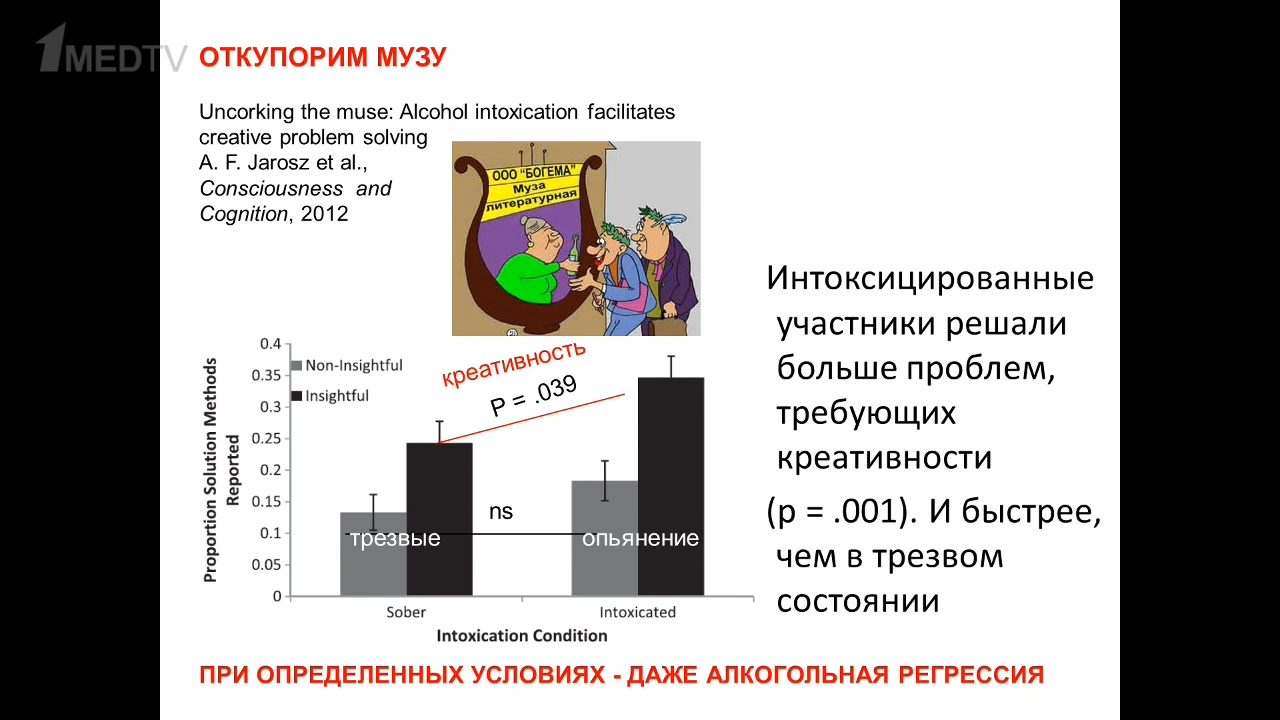 1MEDTV
ОТКУПОРИМ МУЗУ
Uncorking the muse: Alcohol intoxication facilitates
creative problem solving
A. F. Jarosz et al.,
Consciousness and
Cognition, 2012
ООО "БОГЕМА"
Муза
литературная
Интоксицированные
участники решали
больше проблем,
требующих
креативности
(p = .001). И быстрее,
чем в трезвом
состоянии
Proportion Solution Methods
Reported
0.4
0.35
0.3
0.25
0.2
0.15
0.1
0.05
0
Non-Insightful
Insightful
креативность
P = .039
ns
трезвые
опьянение
Sober
Intoxicated
Intoxication Condition
ПРИ ОПРЕДЕЛЕННЫХ УСЛОВИЯХ - ДАЖЕ АЛКОГОЛЬНАЯ РЕГРЕССИЯ